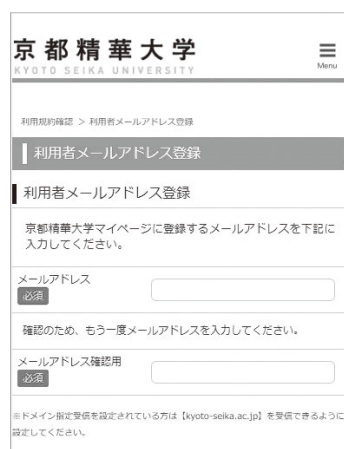 京都精華大学
KYOTO SEIKA UNIVERSITY
Menu
利用規約確認 > 利用者メールアドレス登録
利用者メールアドレス登録
利用者メールアドレス登録
京都精華大学マイページに登録するメールアドレスを下記に
入力してください。
メールアドレス
必須
確認のため、もう一度メールアドレスを入力してください。
メールアドレス確認用
必須
※ドメイン指定受信を設定されている方は【kyoto-seika.ac.jp】を受信できるように
設定してください。